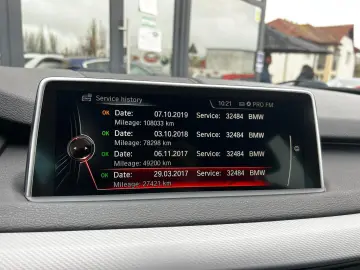 Service history
10:21 PRO FM
OK Date: 07.10.2019 Service: 32484 BMW
Mileage: 108033 km
OK Date: 03.10.2018 Service: 32484 BMW
Mileage: 78298 km
OK Date: 06.11.2017 Service: 32484 BMW
Mileage: 49200 km
OK Date: 29.03.2017 Service: 32484 BMW
Mileage: 27421 km